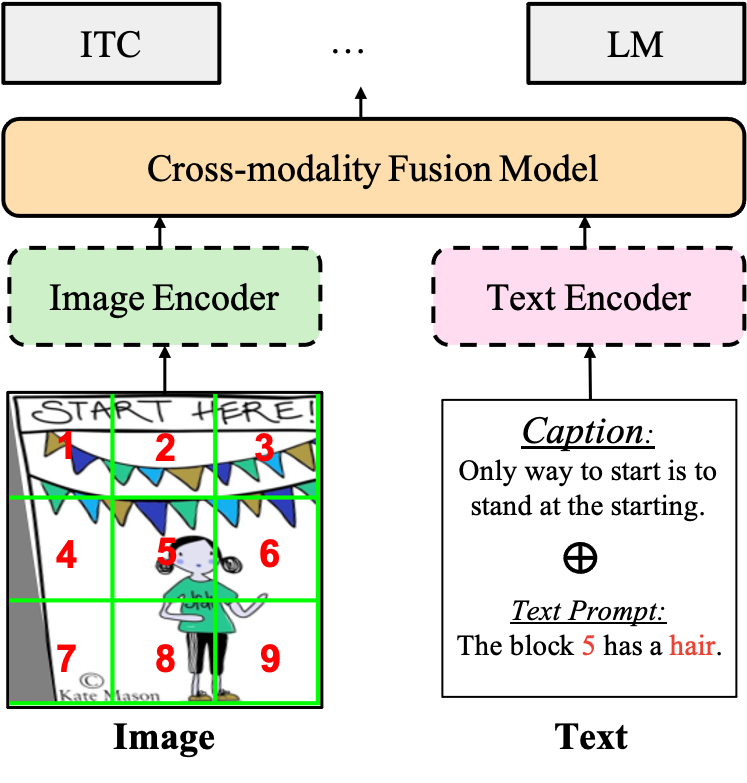 ITC
...
LM
Cross-modality Fusion Model
Image Encoder
Text Encoder
START HERE!
1 2 3
4 5 6
7 8 9
©
Kate Mason
Image
Caption:
Only way to start is to
stand at the starting.
⊕
Text Prompt:
The block 5 has a hair.
Text